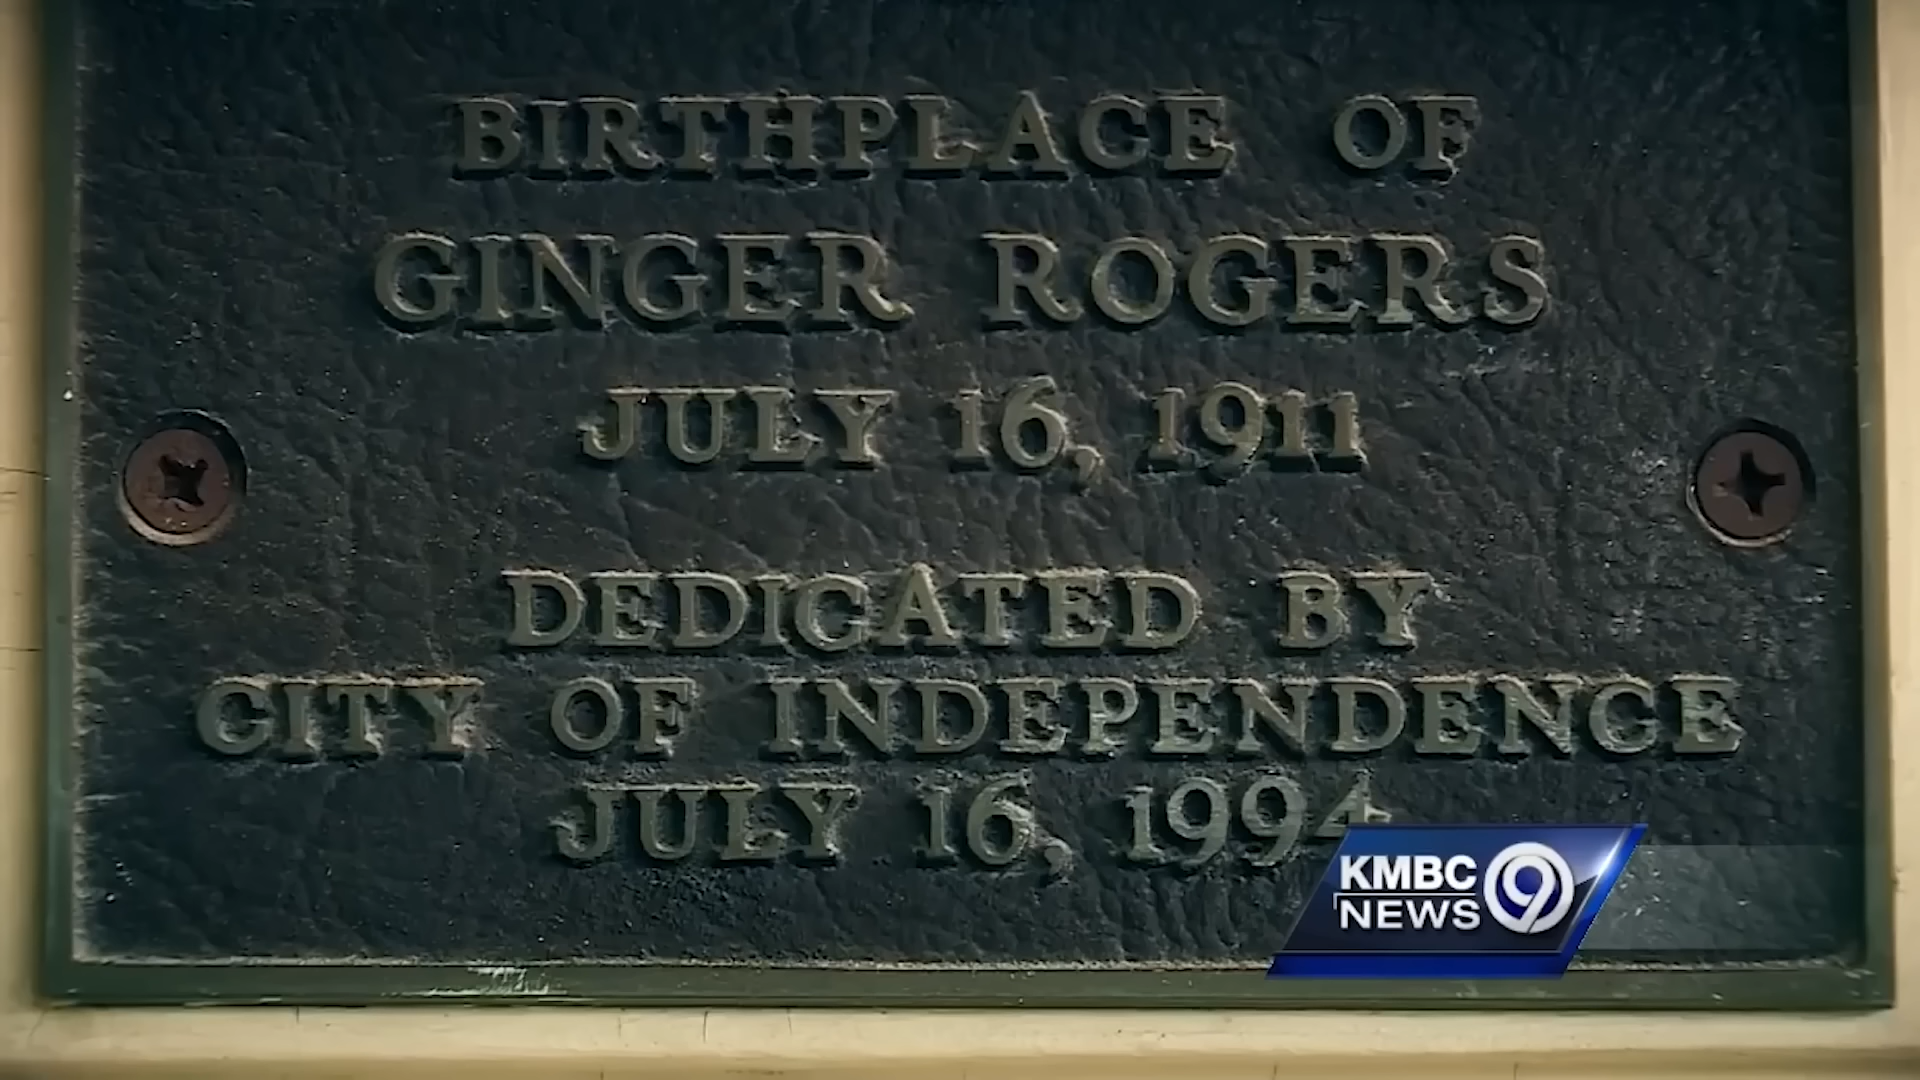 BIRTHPLACE OF
GINGER ROGERS
JULY 16, 1911
DEDICATED BY
CITY OF INDEPENDENCE
JULY 16, 1994
KMBC 9
NEWS